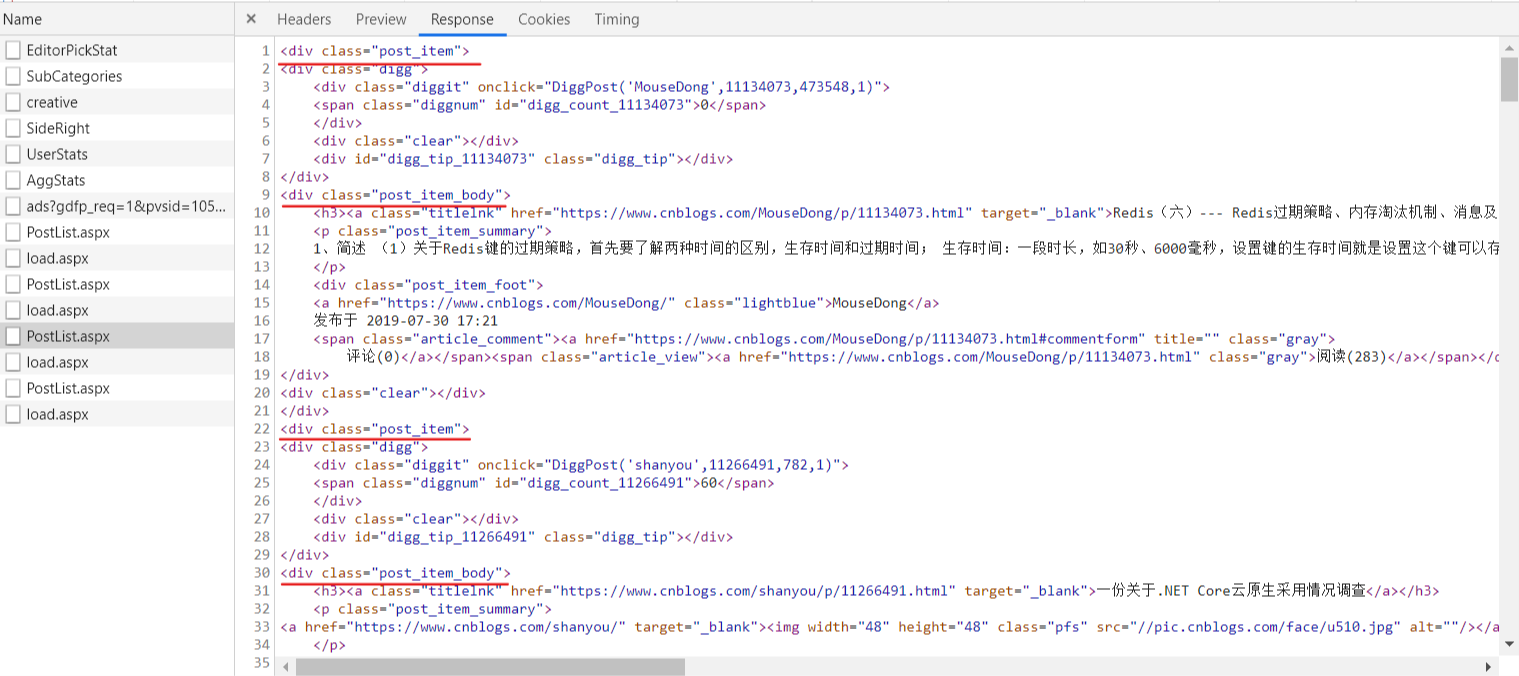 Name
EditorPickStat
SubCategories
creative
SideRight
UserStats
AggStats
ads?gdfp_req=1&pvsid=105...
PostList.aspx
load.aspx
PostList.aspx
load.aspx
PostList.aspx
load.aspx
PostList.aspx
load.aspx
× Headers Preview Response Cookies Timing
1 <div class="post_item">
2 <div class="digg">
3 <div class="diggit" onclick="DiggPost('MouseDong',11134073,473548,1)">
4 <span class="diggnum" id="digg_count_11134073">0</span>
5 </div>
6 <div class="clear"></div>
7 <div id="digg_tip_11134073" class="digg_tip"></div>
8 </div>
9 <div class="post_item_body">
10 <h3><a class="titlelnk" href="https://www.cnblogs.com/MouseDong/p/11134073.html" target="_blank">Redis（六）--- Redis过期策略、内存淘汰机制、消息及
11 <p class="post_item_summary">
12 1、简述 （1）关于Redis键的过期策略，首先要了解两种时间的区别，生存时间和过期时间； 生存时间：一段时长，如30秒、6000毫秒，设置键的生存时间就是设置这个键可以存
13 </p>
14 <div class="post_item_foot">
15 <a href="https://www.cnblogs.com/MouseDong/" class="lightblue">MouseDong</a>
16 发布于 2019-07-30 17:21
17 <span class="article_comment"><a href="https://www.cnblogs.com/MouseDong/p/11134073.html#commentform" title="" class="gray">
18 评论(0)</a></span><span class="article_view"><a href="https://www.cnblogs.com/MouseDong/p/11134073.html" class="gray">阅读(283)</a></span></d
19 </div>
20 <div class="clear"></div>
21 </div>
22 <div class="post_item">
23 <div class="digg">
24 <div class="diggit" onclick="DiggPost('shanyou',11266491,782,1)">
25 <span class="diggnum" id="digg_count_11266491">60</span>
26 </div>
27 <div class="clear"></div>
28 <div id="digg_tip_11266491" class="digg_tip"></div>
29 </div>
30 <div class="post_item_body">
31 <h3><a class="titlelnk" href="https://www.cnblogs.com/shanyou/p/11266491.html" target="_blank">一份关于.NET Core云原生采用情况调查</a></h3>
32 <p class="post_item_summary">
33 <a href="https://www.cnblogs.com/shanyou/" target="_blank"><img width="48" height="48" class="pfs" src="//pic.cnblogs.com/face/u510.jpg" alt=""/></a
34 </p>
35